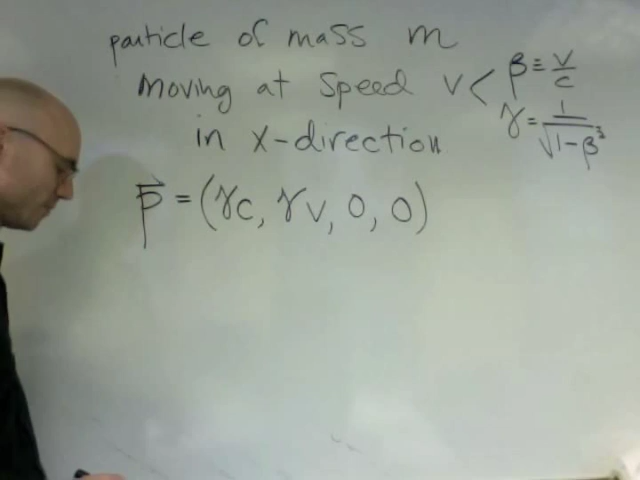 particle of mass m
moving at speed v < β ≡ v/c
in x-direction γ = 1/√(1-β²)
p⃗ = (γc, γv, 0, 0)